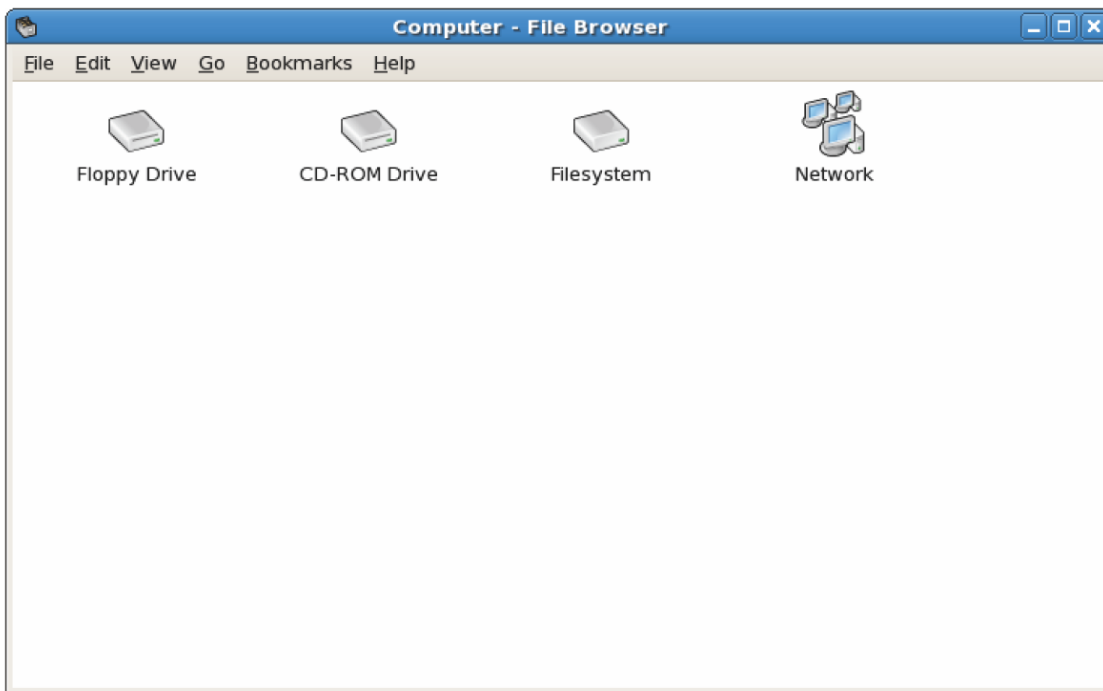 Computer - File Browser
File Edit View Go Bookmarks Help
Floppy Drive CD-ROM Drive Filesystem Network